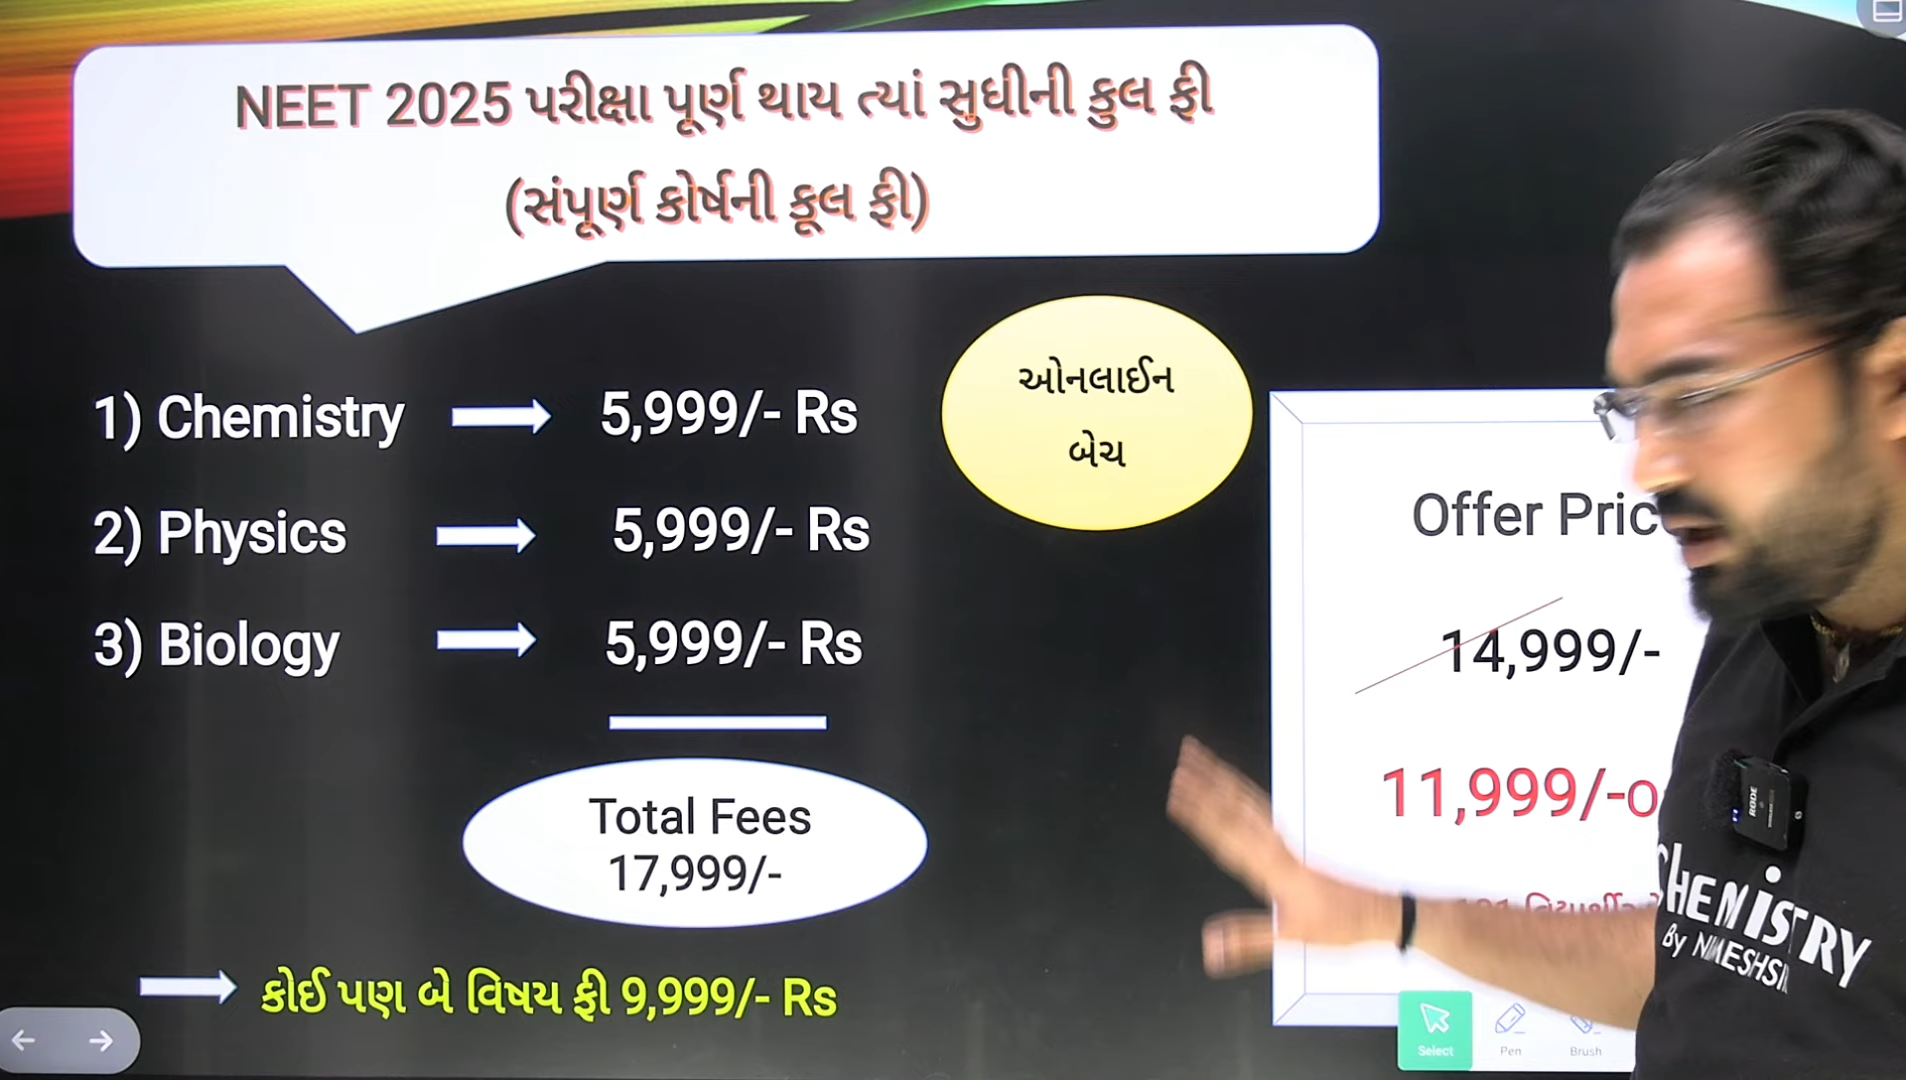 NEET 2025 પરીક્ષા પૂર્ણ થાય ત્યાં સુધીની કુલ ફી
(સંપૂર્ણ કોર્ષની કૂલ ફી)
1) Chemistry 5,999/- Rs
2) Physics 5,999/- Rs
3) Biology 5,999/- Rs
ઓનલાઈન
બેચ
Total Fees
17,999/-
કોઈ પણ બે વિષય ફી 9,999/- Rs
Offer
14,999/-
11,999/-
RODE
CHEMISTRY
By NIMESHSIR
Select
Pen
Brush